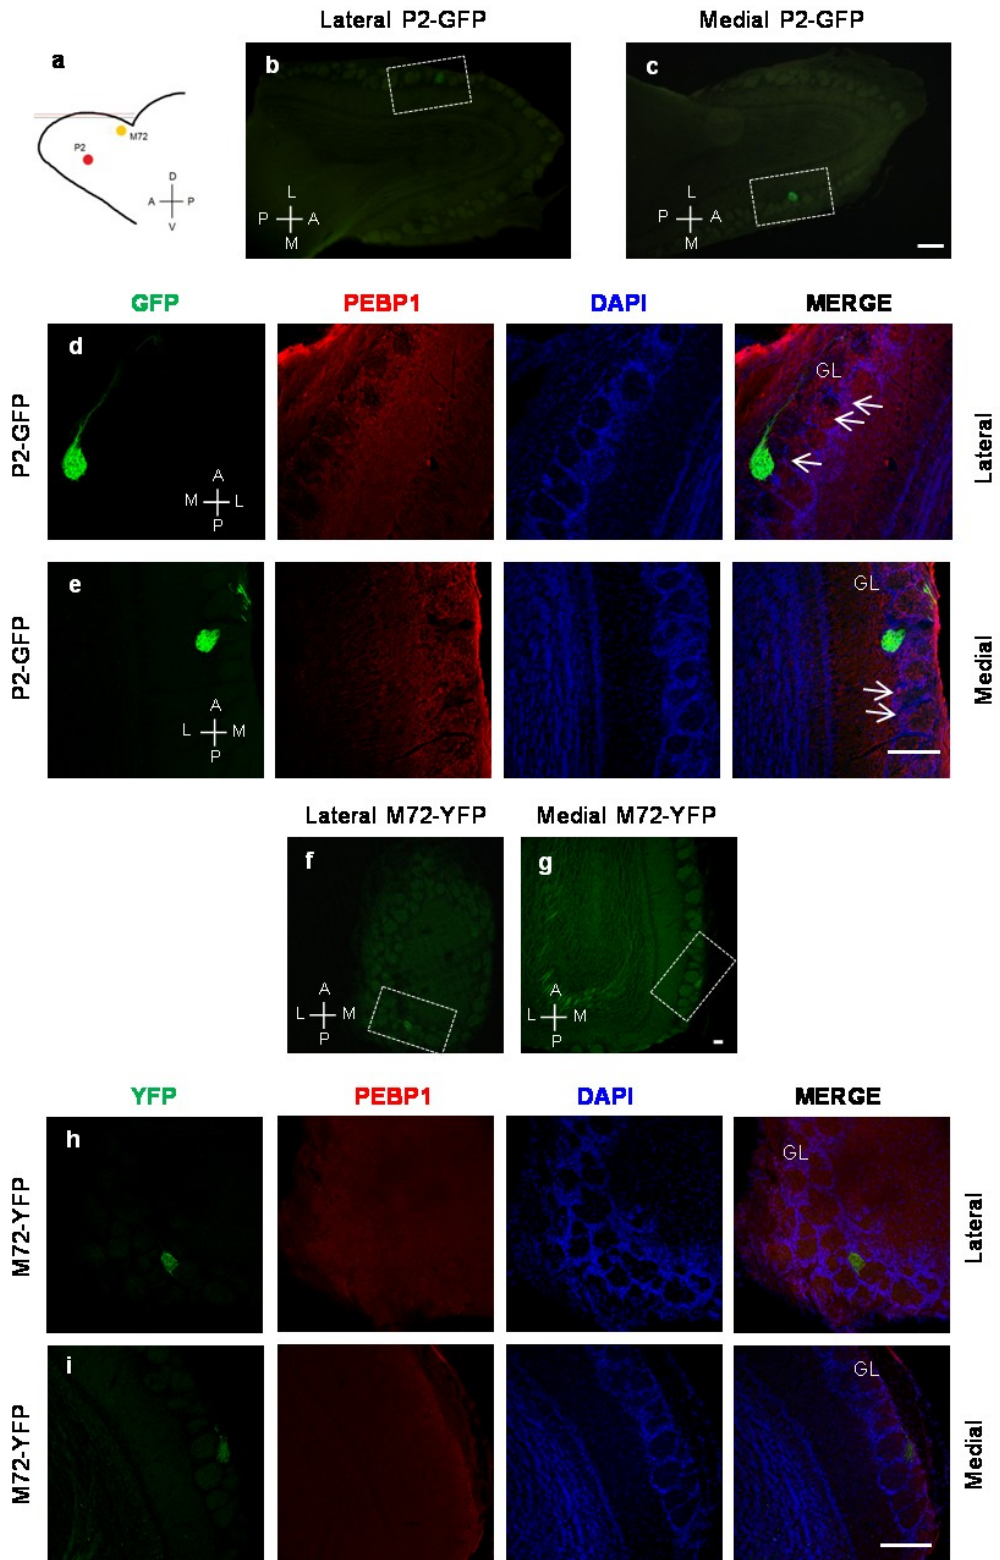 Lateral P2-GFP
Medial P2-GFP
a
M72
P2
D
A P
V
b
L
P A
M
c
L
P A
M
GFP
PEBP1
DAPI
MERGE
P2-GFP
d
A
M L
P
GL
Lateral
P2-GFP
e
A
L M
P
GL
Medial
Lateral M72-YFP
Medial M72-YFP
f
A
L M
P
g
A
L M
P
YFP
PEBP1
DAPI
MERGE
M72-YFP
h
GL
Lateral
M72-YFP
i
GL
Medial